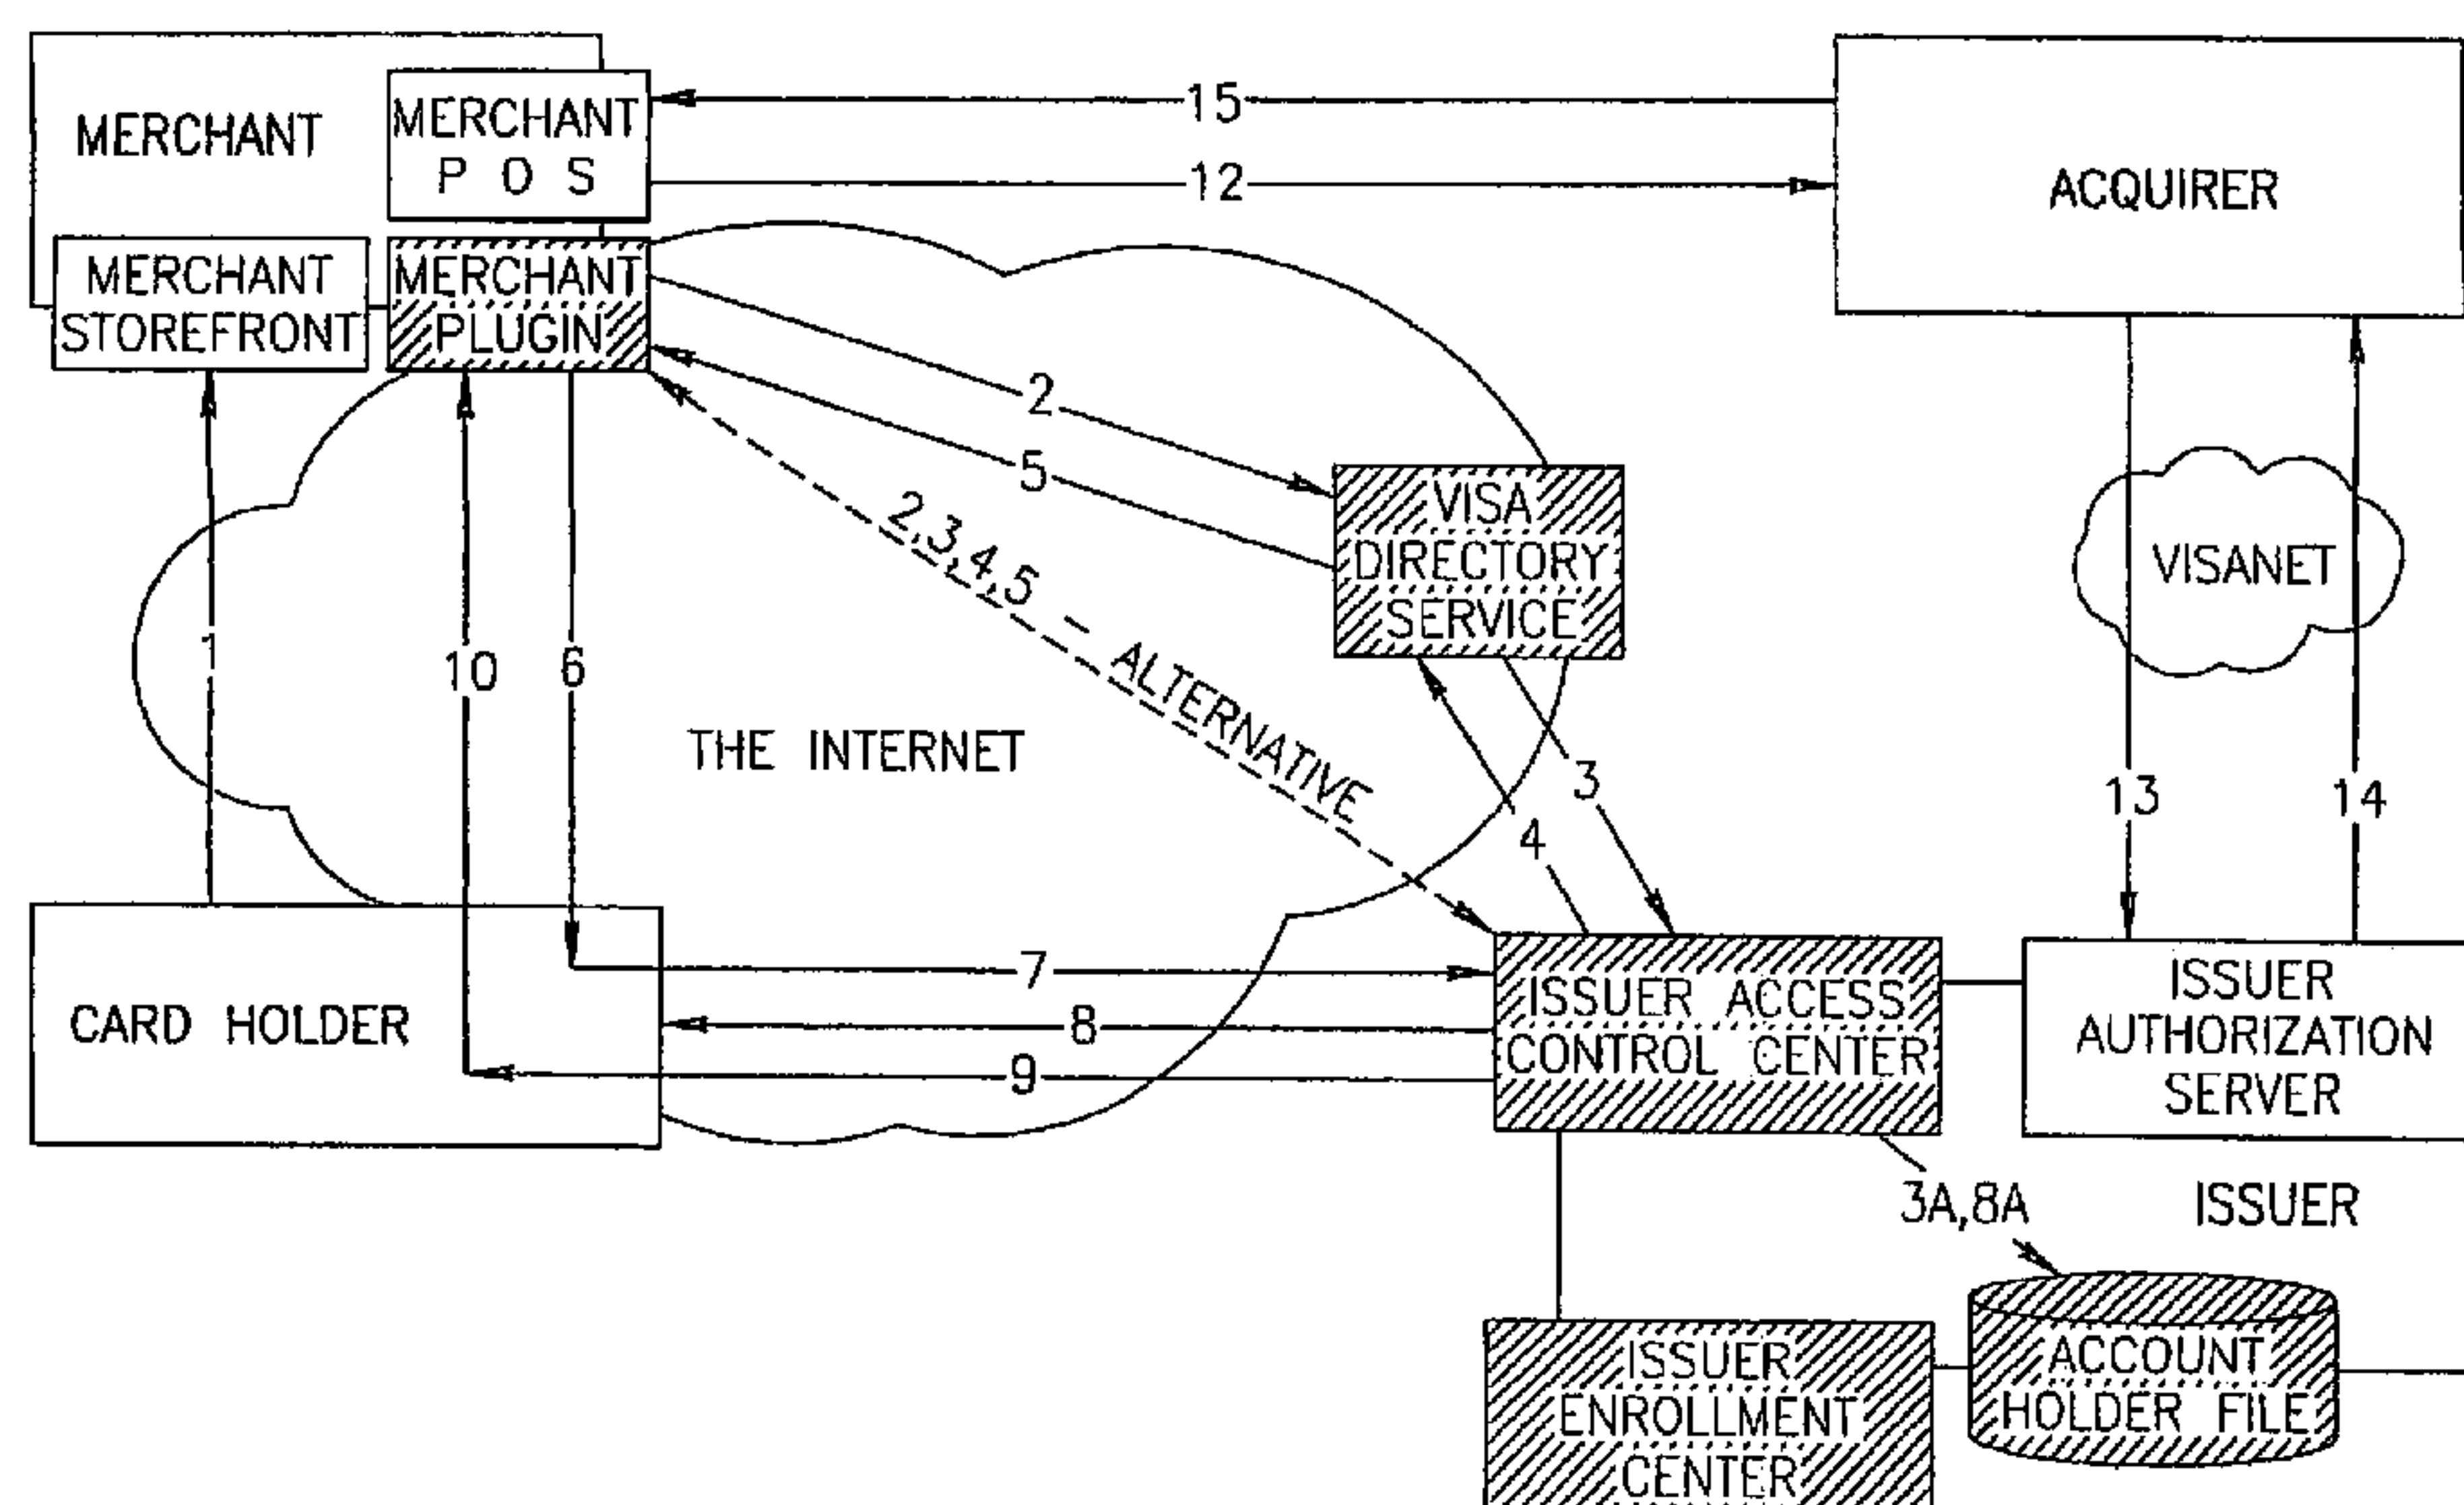 MERCHANT
MERCHANT
P O S
15
12
ACQUIRER
MERCHANT
STOREFRONT
MERCHANT
PLUGIN
2
5
2,3,4,5 – ALTERNATIVE
VISA
DIRECTORY
SERVICE
VISANET
1
10
6
THE INTERNET
3
4
13
14
CARD HOLDER
7
8
9
ISSUER ACCESS
CONTROL CENTER
ISSUER
AUTHORIZATION
SERVER
3A,8A
ISSUER
ISSUER
ENROLLMENT
CENTER
ACCOUNT
HOLDER FILE